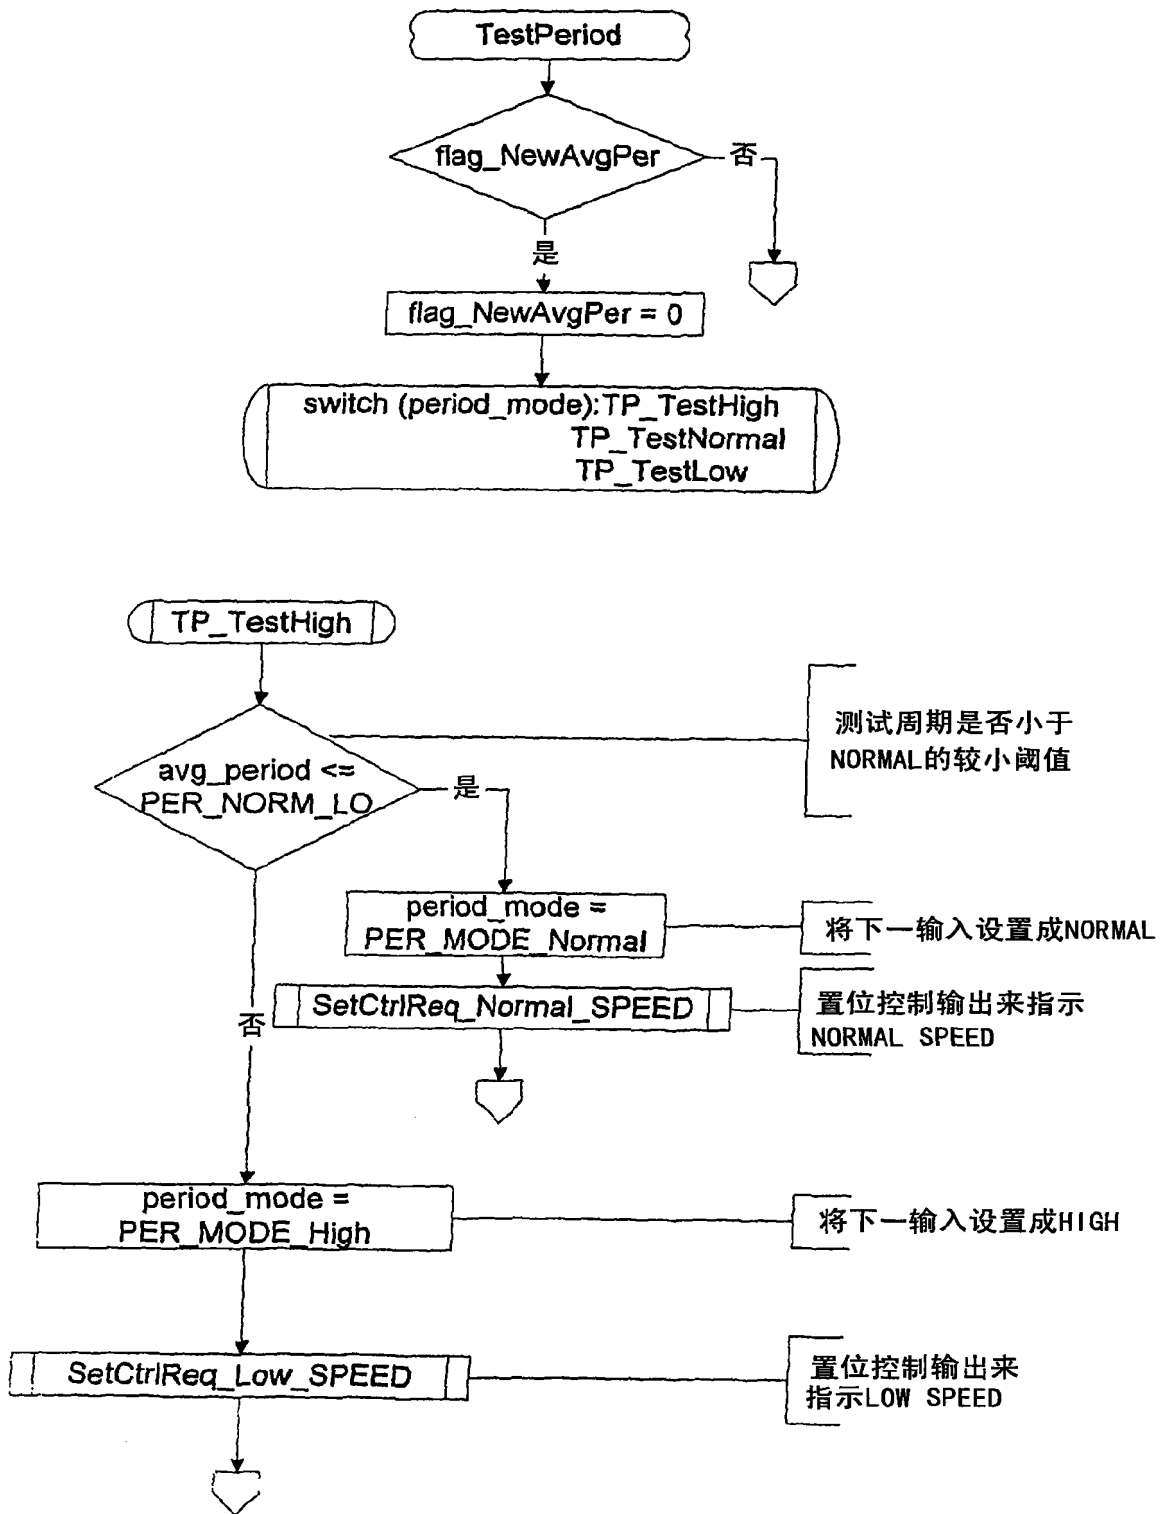 TestPeriod
flag_NewAvgPer
否
是
flag_NewAvgPer = 0
switch (period_mode):TP_TestHigh
TP_TestNormal
TP_TestLow
TP_TestHigh
测试周期是否小于
NORMAL的较小阈值
avg_period <=
PER_NORM_LO
是
period_mode =
PER_MODE_Normal
将下一输入设置成NORMAL
SetCtrlReq_Normal_SPEED
置位控制输出来指示
NORMAL SPEED
否
period_mode =
PER_MODE_High
将下一输入设置成HIGH
SetCtrlReq_Low_SPEED
置位控制输出来
指示LOW SPEED